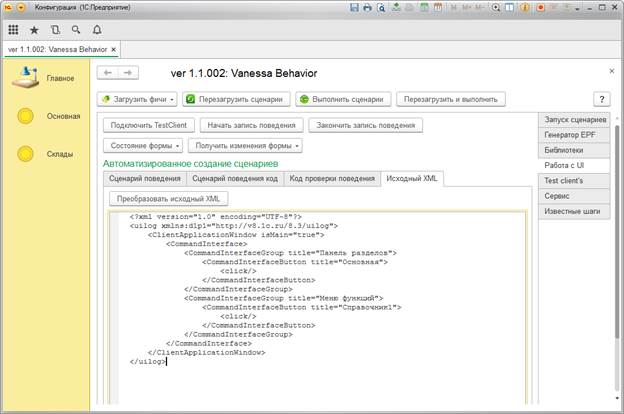 Конфигурация (1С:Предприятие)
M M+ M-
ver 1.1.002: Vanessa Behavior ×
Главное
Основная
Склады
ver 1.1.002: Vanessa Behavior
Загрузить фичи
Перезагрузить сценарии
Выполнить сценарии
Перезагрузить и выполнить
?
Подключить TestClient
Начать запись поведения
Закончить запись поведения
Состояние формы
Получить изменения формы
Автоматизированное создание сценариев
Сценарий поведения
Сценарий поведения код
Код проверки поведения
Исходный XML
Преобразовать исходный XML
<?xml version="1.0" encoding="UTF-8"?>
<uilog xmlns:d1p1="http://v8.1c.ru/8.3/uilog">
<ClientApplicationWindow isMain="true">
<CommandInterface>
<CommandInterfaceGroup title="Панель разделов">
<CommandInterfaceButton title="Основная">
<click/>
</CommandInterfaceButton>
</CommandInterfaceGroup>
<CommandInterfaceGroup title="Меню функций">
<CommandInterfaceButton title="Справочник1">
<click/>
</CommandInterfaceButton>
</CommandInterfaceGroup>
</CommandInterface>
</ClientApplicationWindow>
</uilog>
Запуск сценариев
Генератор EPF
Библиотеки
Работа с UI
Test client's
Сервис
Известные шаги